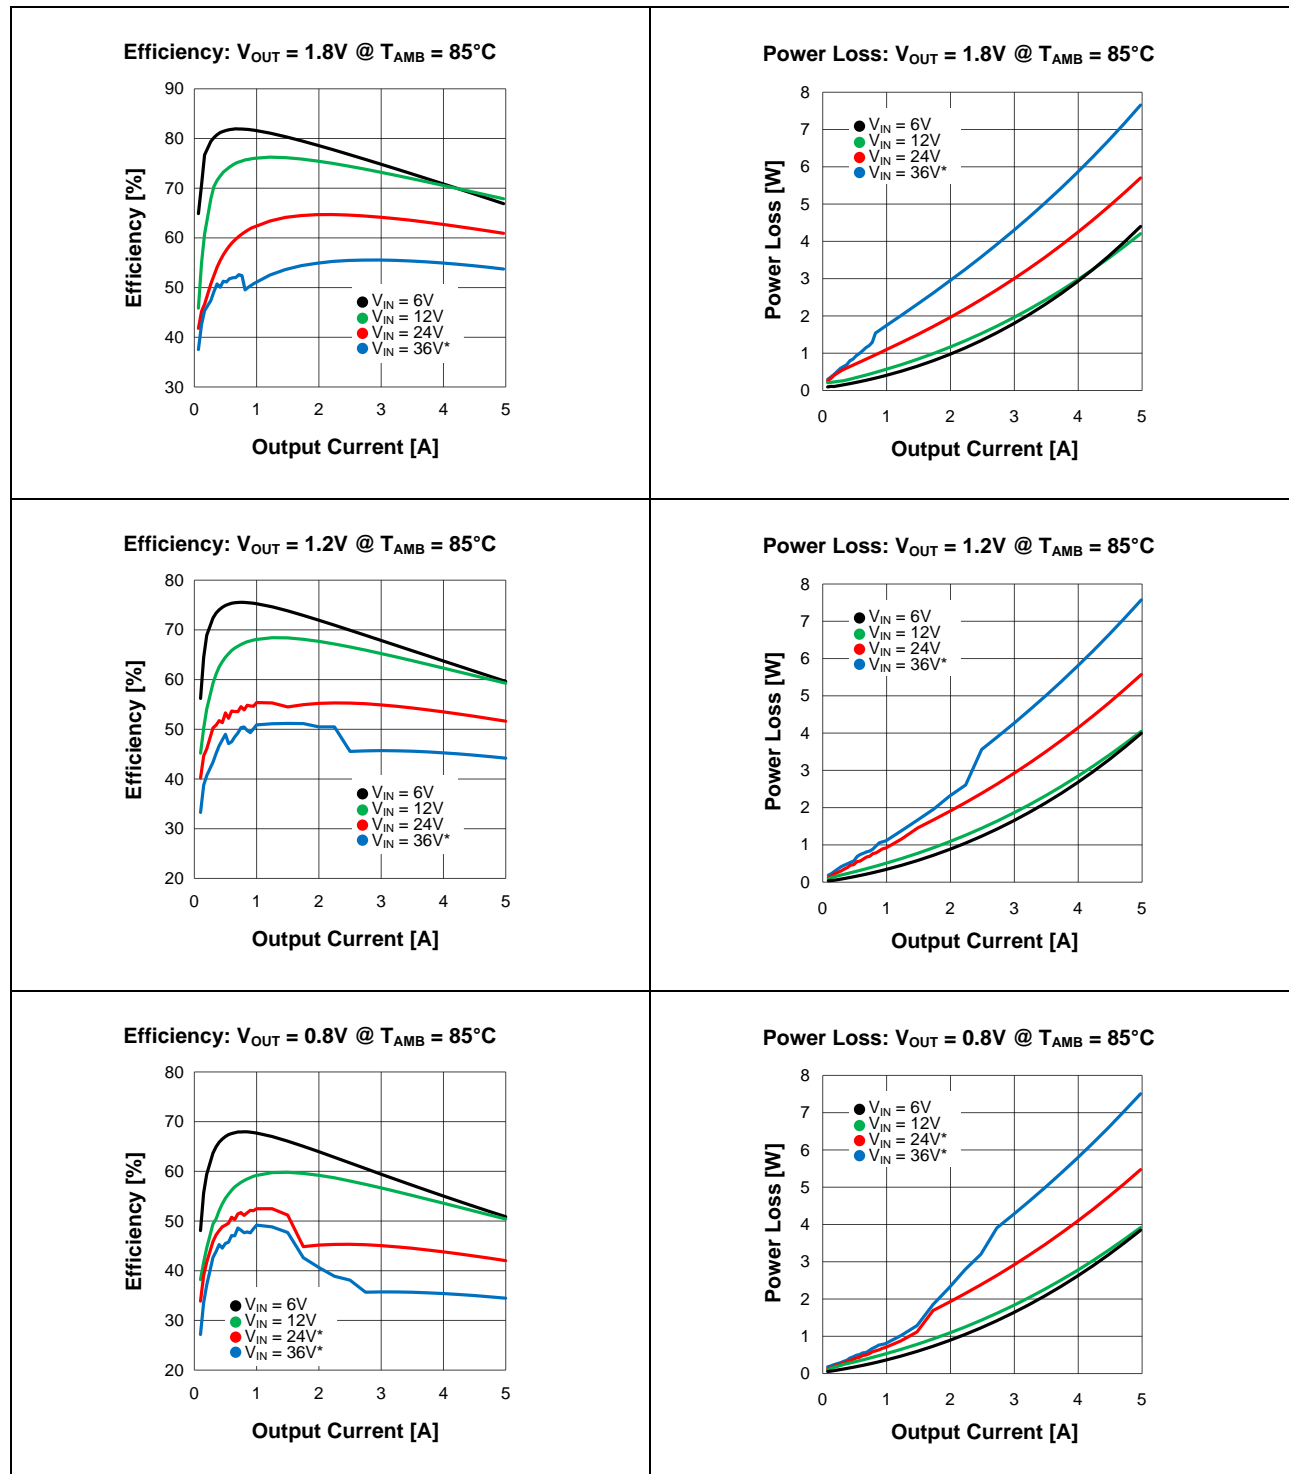 Efficiency: VOUT = 1.8V @ TAMB = 85°C
90
80
70
60
50
40
30
Efficiency [%]
VIN = 6V
VIN = 12V
VIN = 24V
VIN = 36V*
0 1 2 3 4 5
Output Current [A]
Power Loss: VOUT = 1.8V @ TAMB = 85°C
8
7
6
5
4
3
2
1
0
Power Loss [W]
VIN = 6V
VIN = 12V
VIN = 24V
VIN = 36V*
0 1 2 3 4 5
Output Current [A]
Efficiency: VOUT = 1.2V @ TAMB = 85°C
80
70
60
50
40
30
20
Efficiency [%]
VIN = 6V
VIN = 12V
VIN = 24V
VIN = 36V*
0 1 2 3 4 5
Output Current [A]
Power Loss: VOUT = 1.2V @ TAMB = 85°C
8
7
6
5
4
3
2
1
0
Power Loss [W]
VIN = 6V
VIN = 12V
VIN = 24V
VIN = 36V*
0 1 2 3 4 5
Output Current [A]
Efficiency: VOUT = 0.8V @ TAMB = 85°C
80
70
60
50
40
30
20
Efficiency [%]
VIN = 6V
VIN = 12V
VIN = 24V*
VIN = 36V*
0 1 2 3 4 5
Output Current [A]
Power Loss: VOUT = 0.8V @ TAMB = 85°C
8
7
6
5
4
3
2
1
0
Power Loss [W]
VIN = 6V
VIN = 12V
VIN = 24V*
VIN = 36V*
0 1 2 3 4 5
Output Current [A]